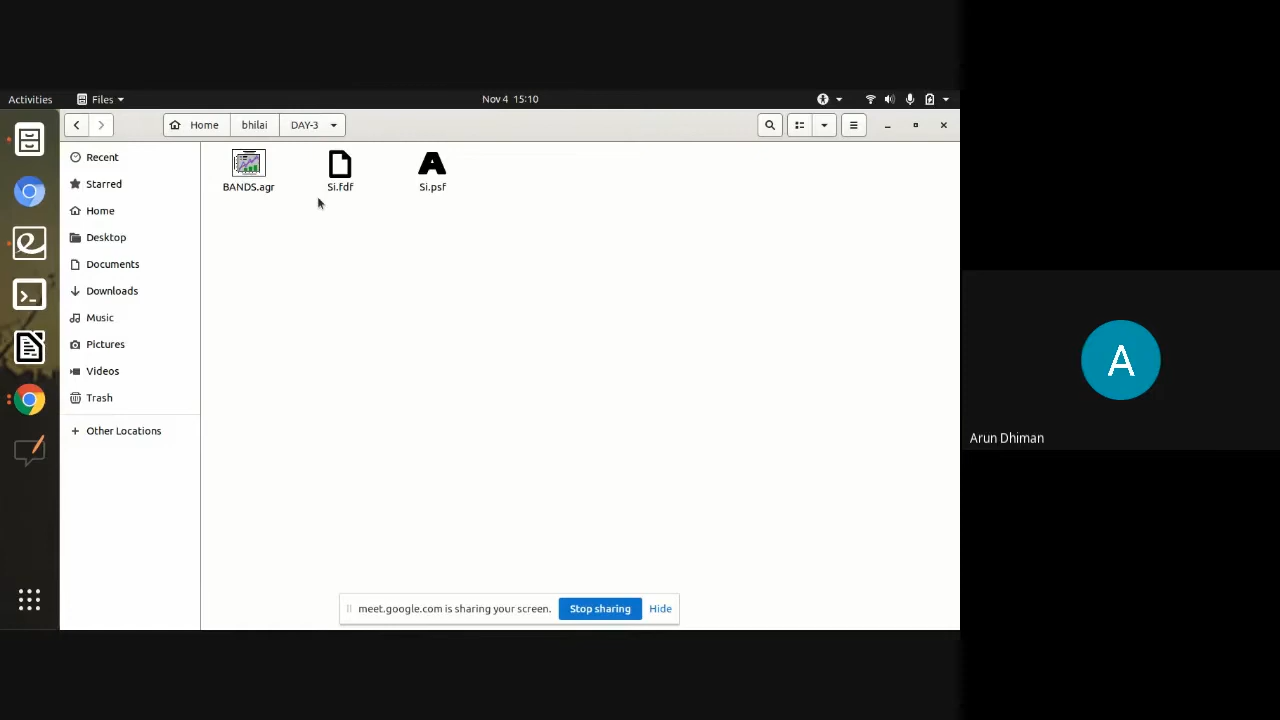 Activities
Files
Nov 4 15:10
Home
bhilai
DAY-3
Recent
Starred
Home
Desktop
Documents
Downloads
Music
Pictures
Videos
Trash
+ Other Locations
BANDS.agr
Si.fdf
Si.psf
meet.google.com is sharing your screen.
Stop sharing
Hide
A
Arun Dhiman